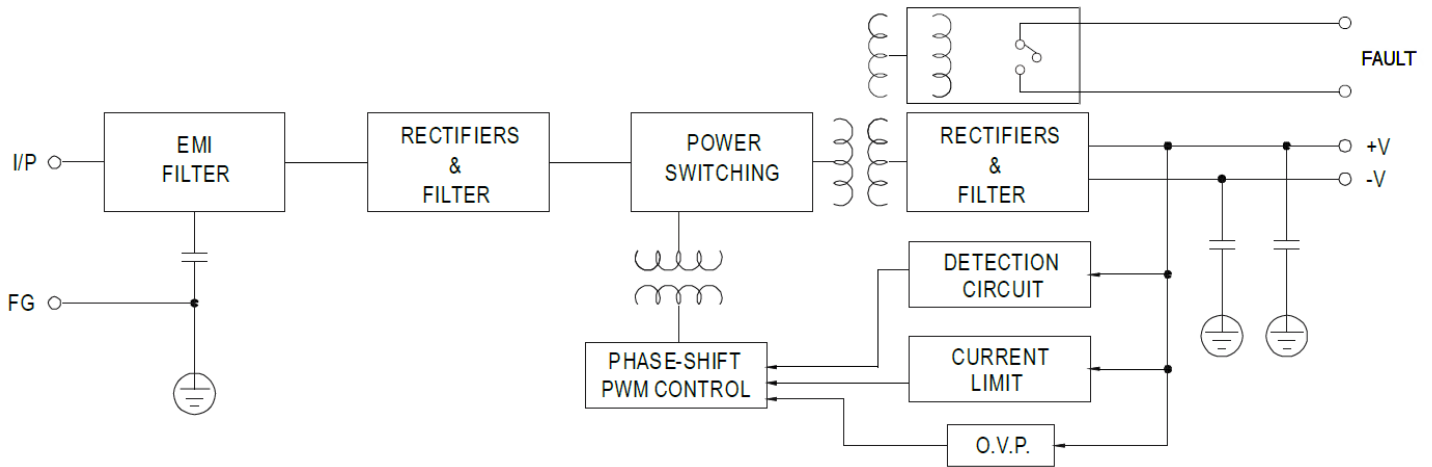 FAULT
I/P
EMI
FILTER
RECTIFIERS
&
FILTER
POWER
SWITCHING
RECTIFIERS
&
FILTER
+V
-V
DETECTION
CIRCUIT
FG
PHASE-SHIFT
PWM CONTROL
CURRENT
LIMIT
O.V.P.